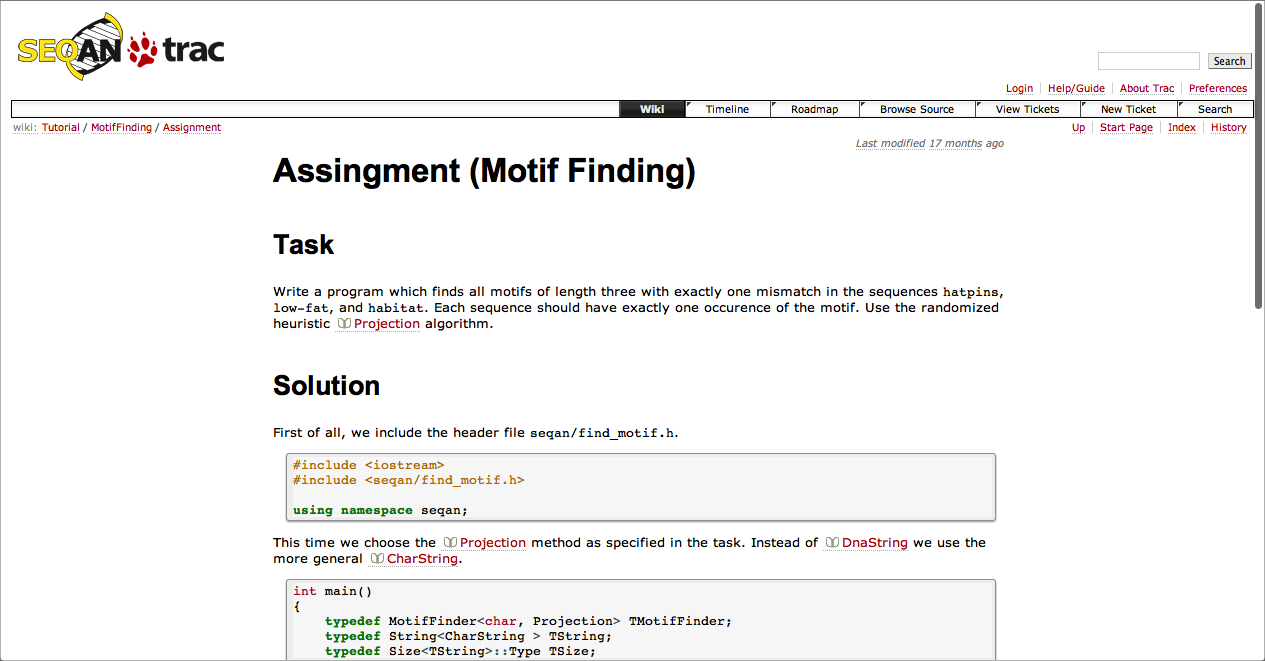 SEQAN trac
Search
Login Help/Guide About Trac Preferences
Wiki Timeline Roadmap Browse Source View Tickets New Ticket Search
wiki: Tutorial / MotifFinding / Assignment
Up Start Page Index History
Last modified 17 months ago
Assingment (Motif Finding)
Task
Write a program which finds all motifs of length three with exactly one mismatch in the sequences hatpins,
low-fat, and habitat. Each sequence should have exactly one occurence of the motif. Use the randomized
heuristic Projection algorithm.
Solution
First of all, we include the header file seqan/find_motif.h.
#include <iostream>
#include <seqan/find_motif.h>
using namespace seqan;
This time we choose the Projection method as specified in the task. Instead of DnaString we use the
more general CharString.
int main()
{
typedef MotifFinder<char, Projection> TMotifFinder;
typedef String<CharString > TString;
typedef Size<TString>::Type TSize;